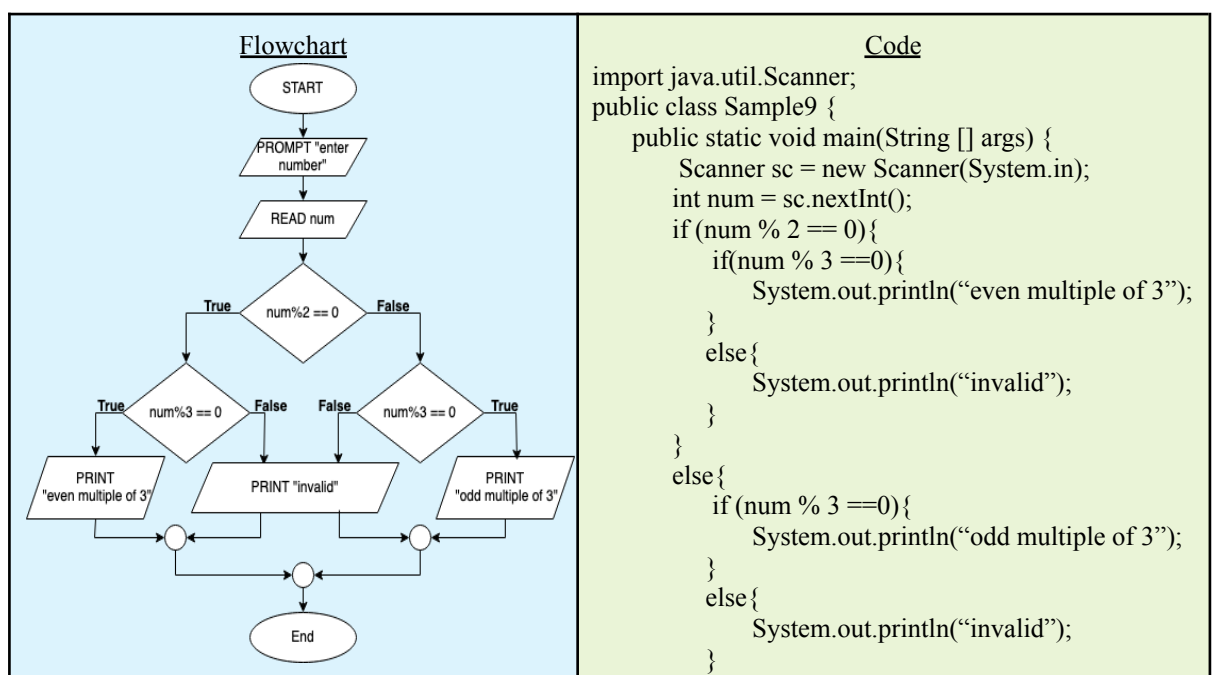 Flowchart
START
PROMPT "enter
number"
READ num
True
num%2 == 0
False
True
num%3 == 0
False
False
num%3 == 0
True
PRINT
"even multiple of 3"
PRINT "invalid"
PRINT
"odd multiple of 3"
End
Code
import java.util.Scanner;
public class Sample9 {
public static void main(String [] args) {
Scanner sc = new Scanner(System.in);
int num = sc.nextInt();
if (num % 2 == 0){
if(num % 3 ==0){
System.out.println(“even multiple of 3”);
}
else{
System.out.println(“invalid”);
}
}
else{
if (num % 3 ==0){
System.out.println(“odd multiple of 3”);
}
else{
System.out.println(“invalid”);
}